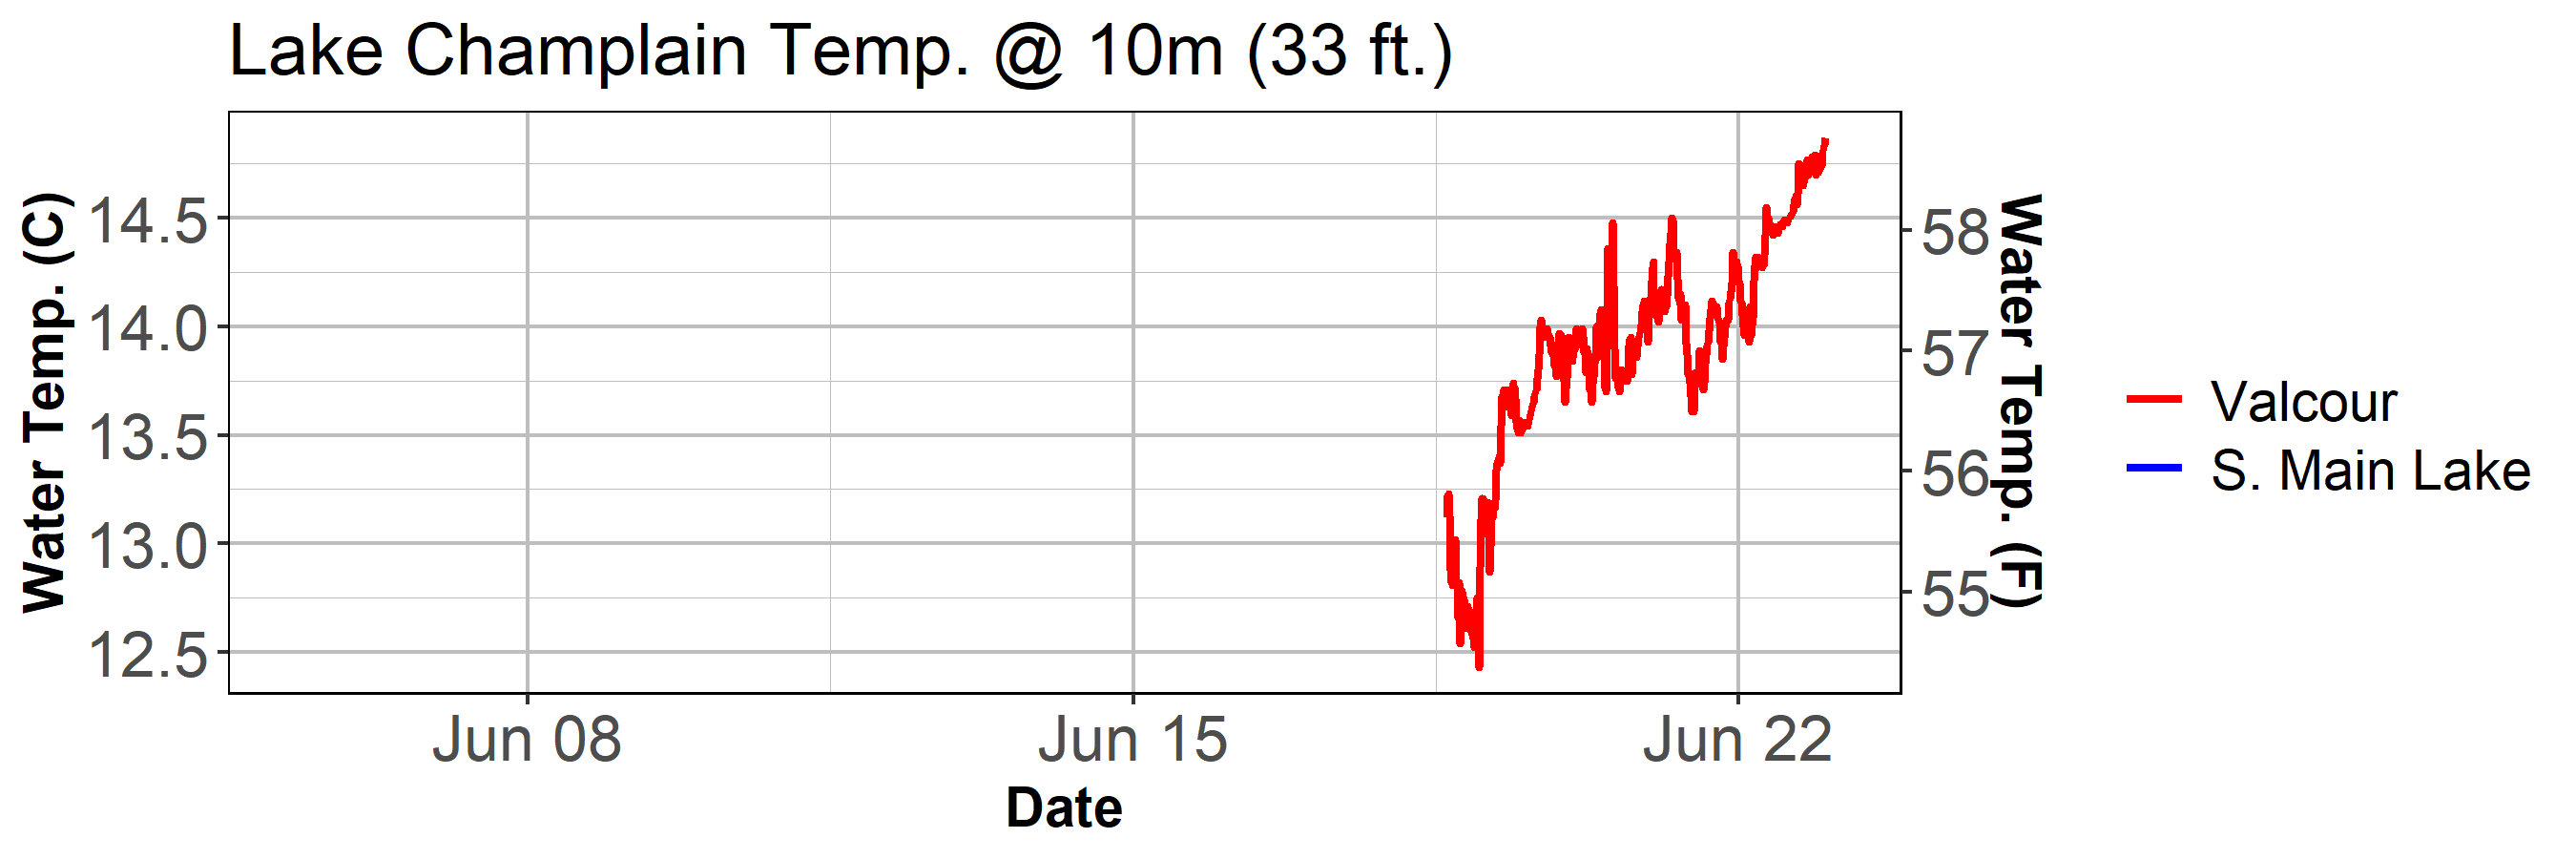 Lake Champlain Temp. @ 10m (33 ft.)
Water Temp. (C)
14.5
14.0
13.5
13.0
12.5
58
57
56
55
Water Temp. (F)
Jun 08
Jun 15
Jun 22
Date
Valcour
S. Main Lake